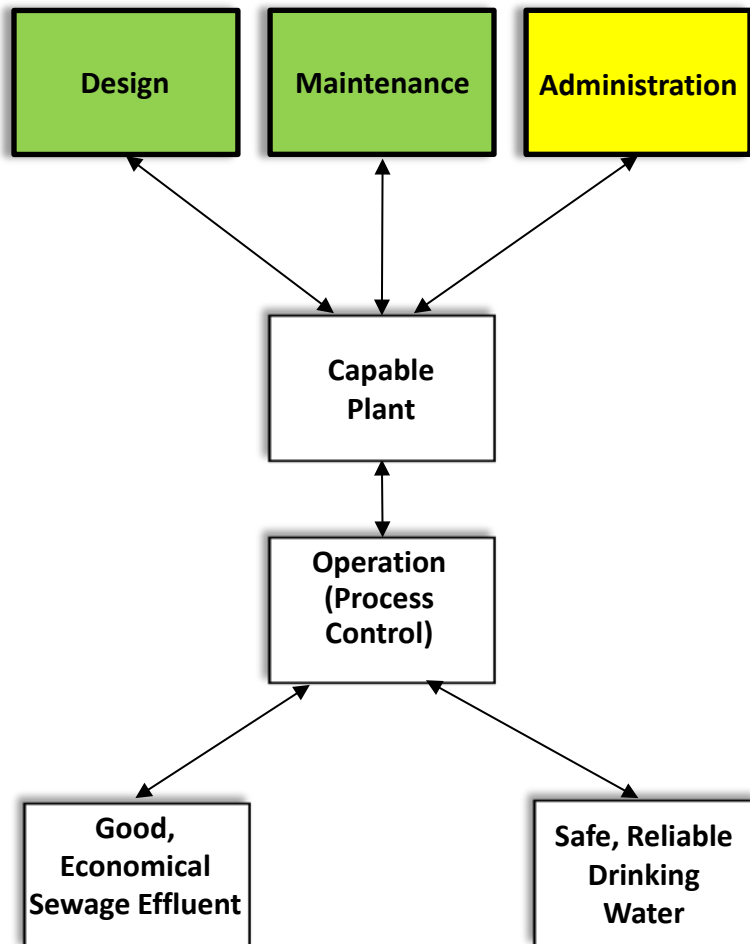 Design
Maintenance
Administration
Capable
Plant
Operation
(Process
Control)
Good,
Economical
Sewage Effluent
Safe, Reliable
Drinking
Water